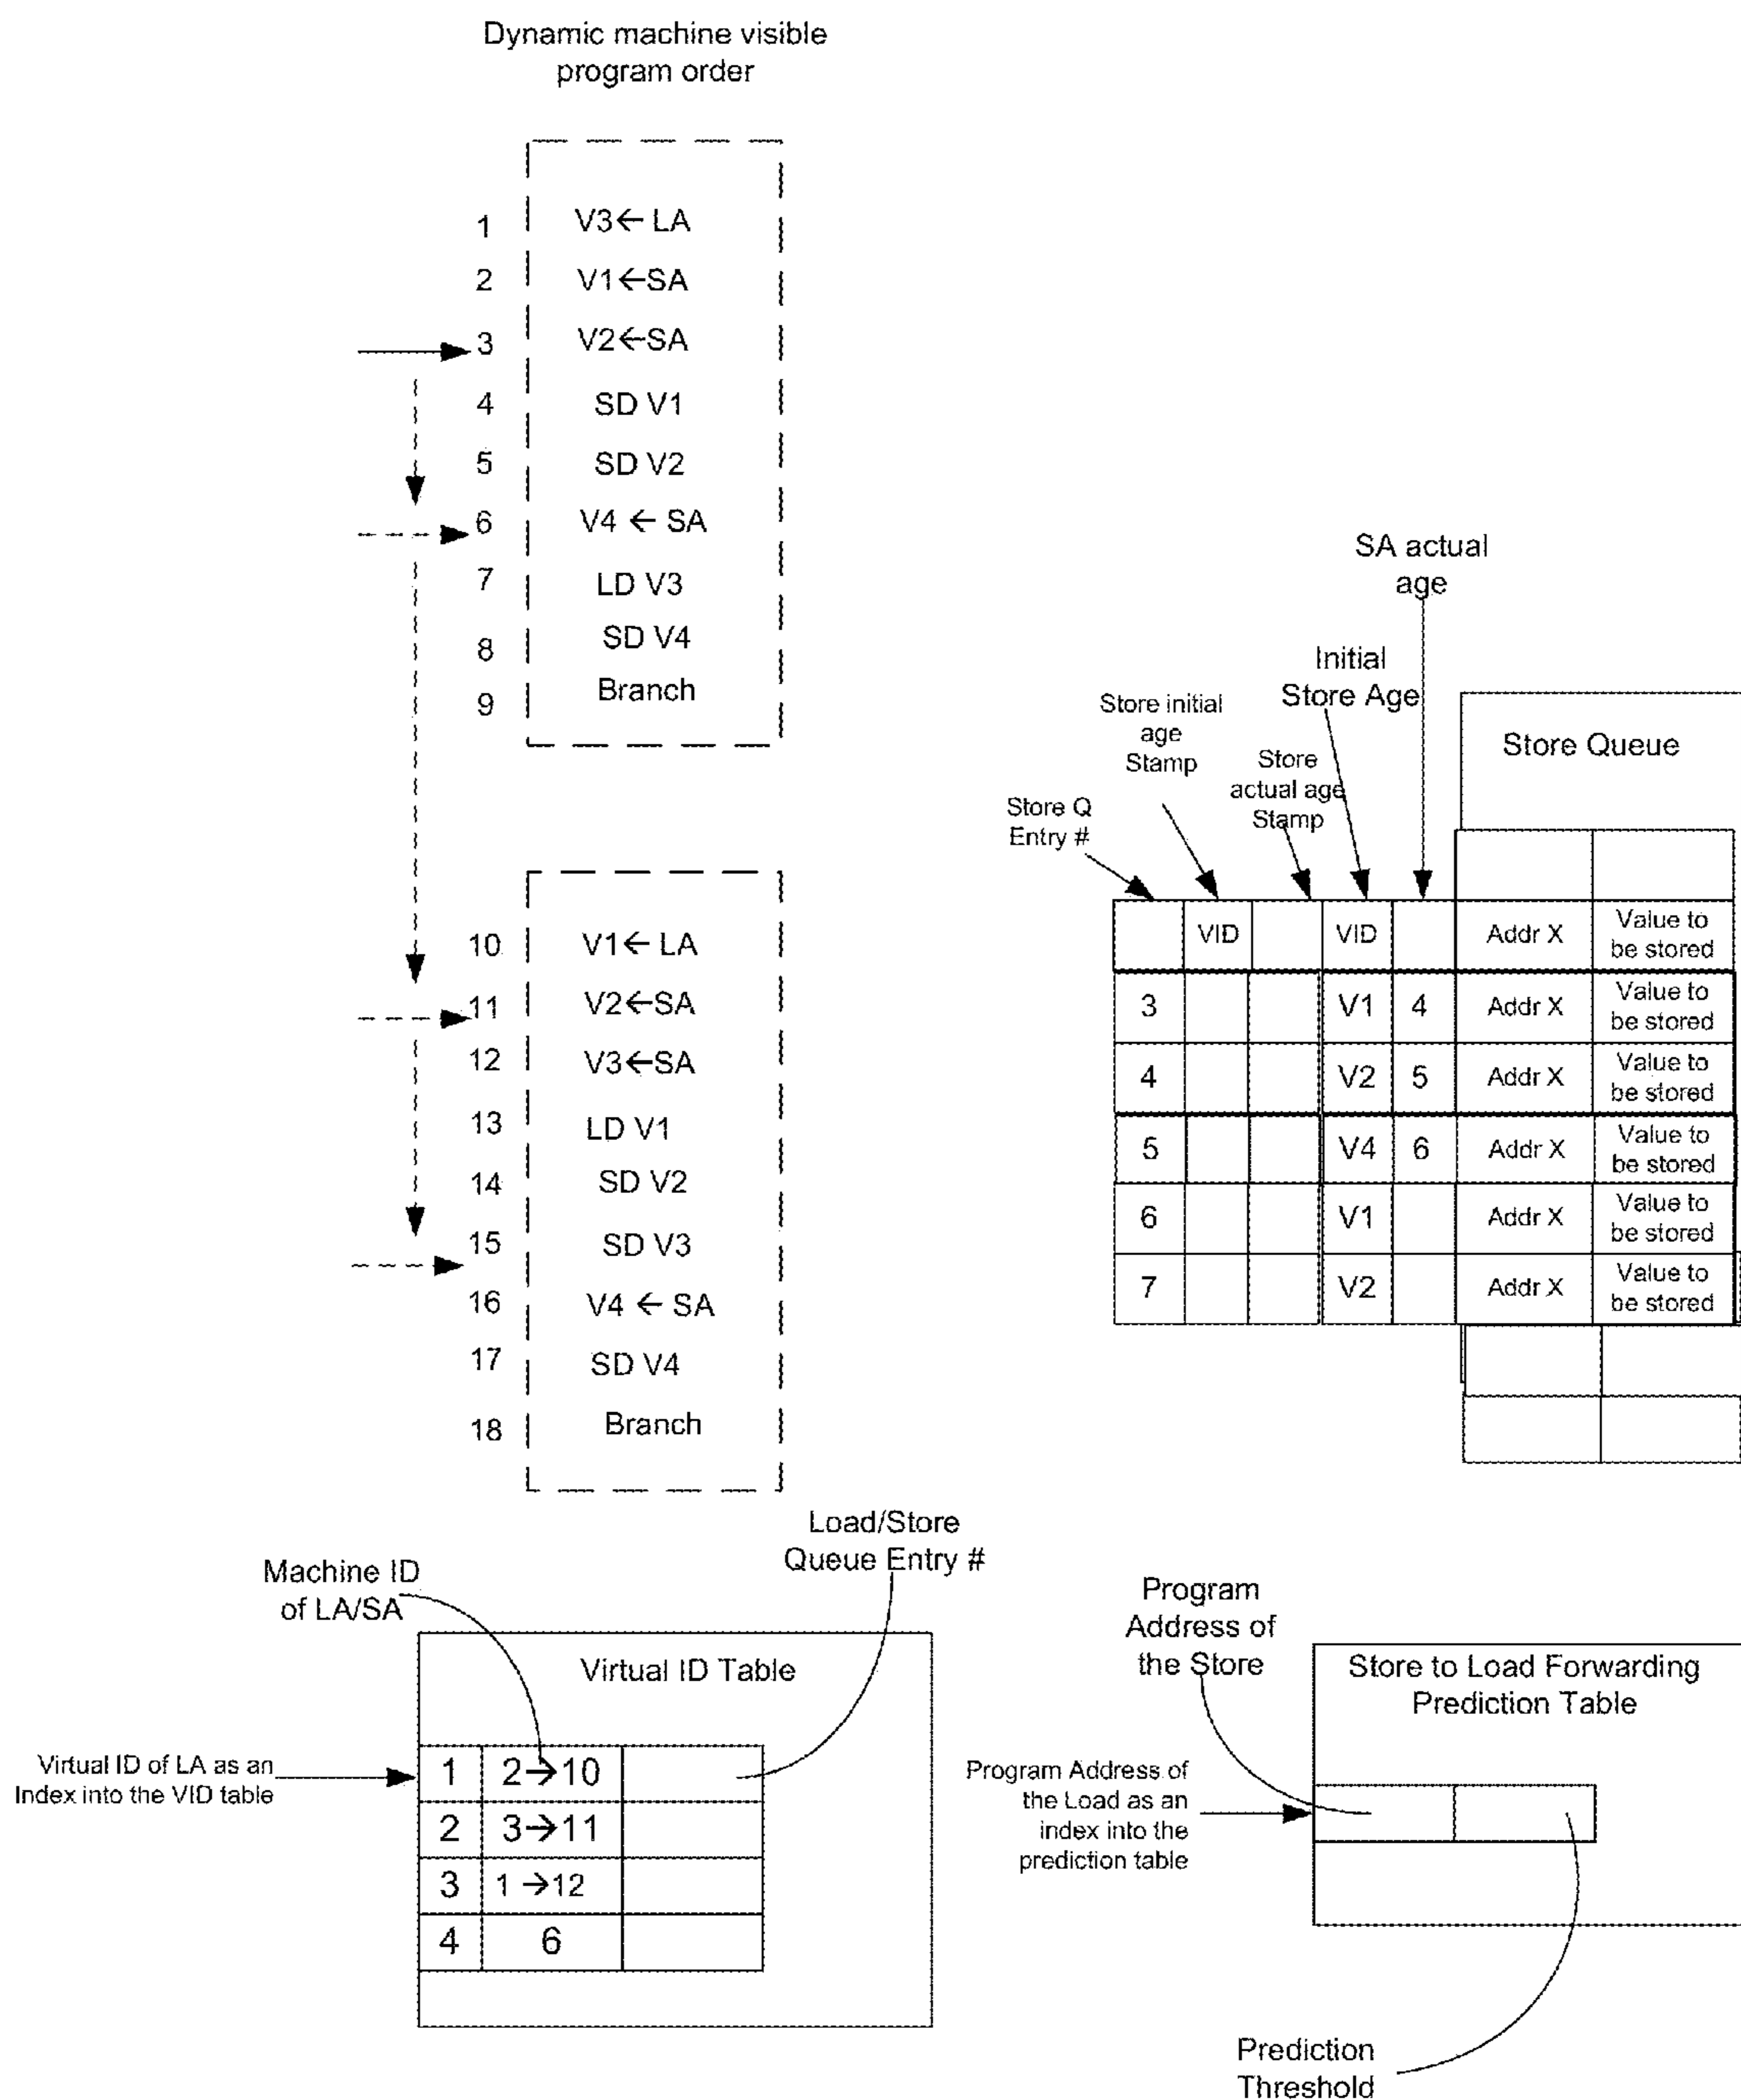 Dynamic machine visible
program order
1 V3← LA
2 V1←SA
3 V2←SA
4 SD V1
5 SD V2
6 V4 ← SA
7 LD V3
8 SD V4
9 Branch
10 V1← LA
11 V2←SA
12 V3←SA
13 LD V1
14 SD V2
15 SD V3
16 V4 ← SA
17 SD V4
18 Branch
SA actual
age
Initial
Store Age
Store initial
age
Stamp
Store
actual age
Stamp
Store Q
Entry #
Store Queue
VID VID Addr X Value to
be stored
3 V1 4 Addr X Value to
be stored
4 V2 5 Addr X Value to
be stored
5 V4 6 Addr X Value to
be stored
6 V1 Addr X Value to
be stored
7 V2 Addr X Value to
be stored
Load/Store
Queue Entry #
Machine ID
of LA/SA
Virtual ID Table
Virtual ID of LA as an
Index into the VID table
1 2→10
2 3→11
3 1→12
4 6
Program
Address of
the Store
Store to Load Forwarding
Prediction Table
Program Address of
the Load as an
index into the
prediction table
Prediction
Threshold